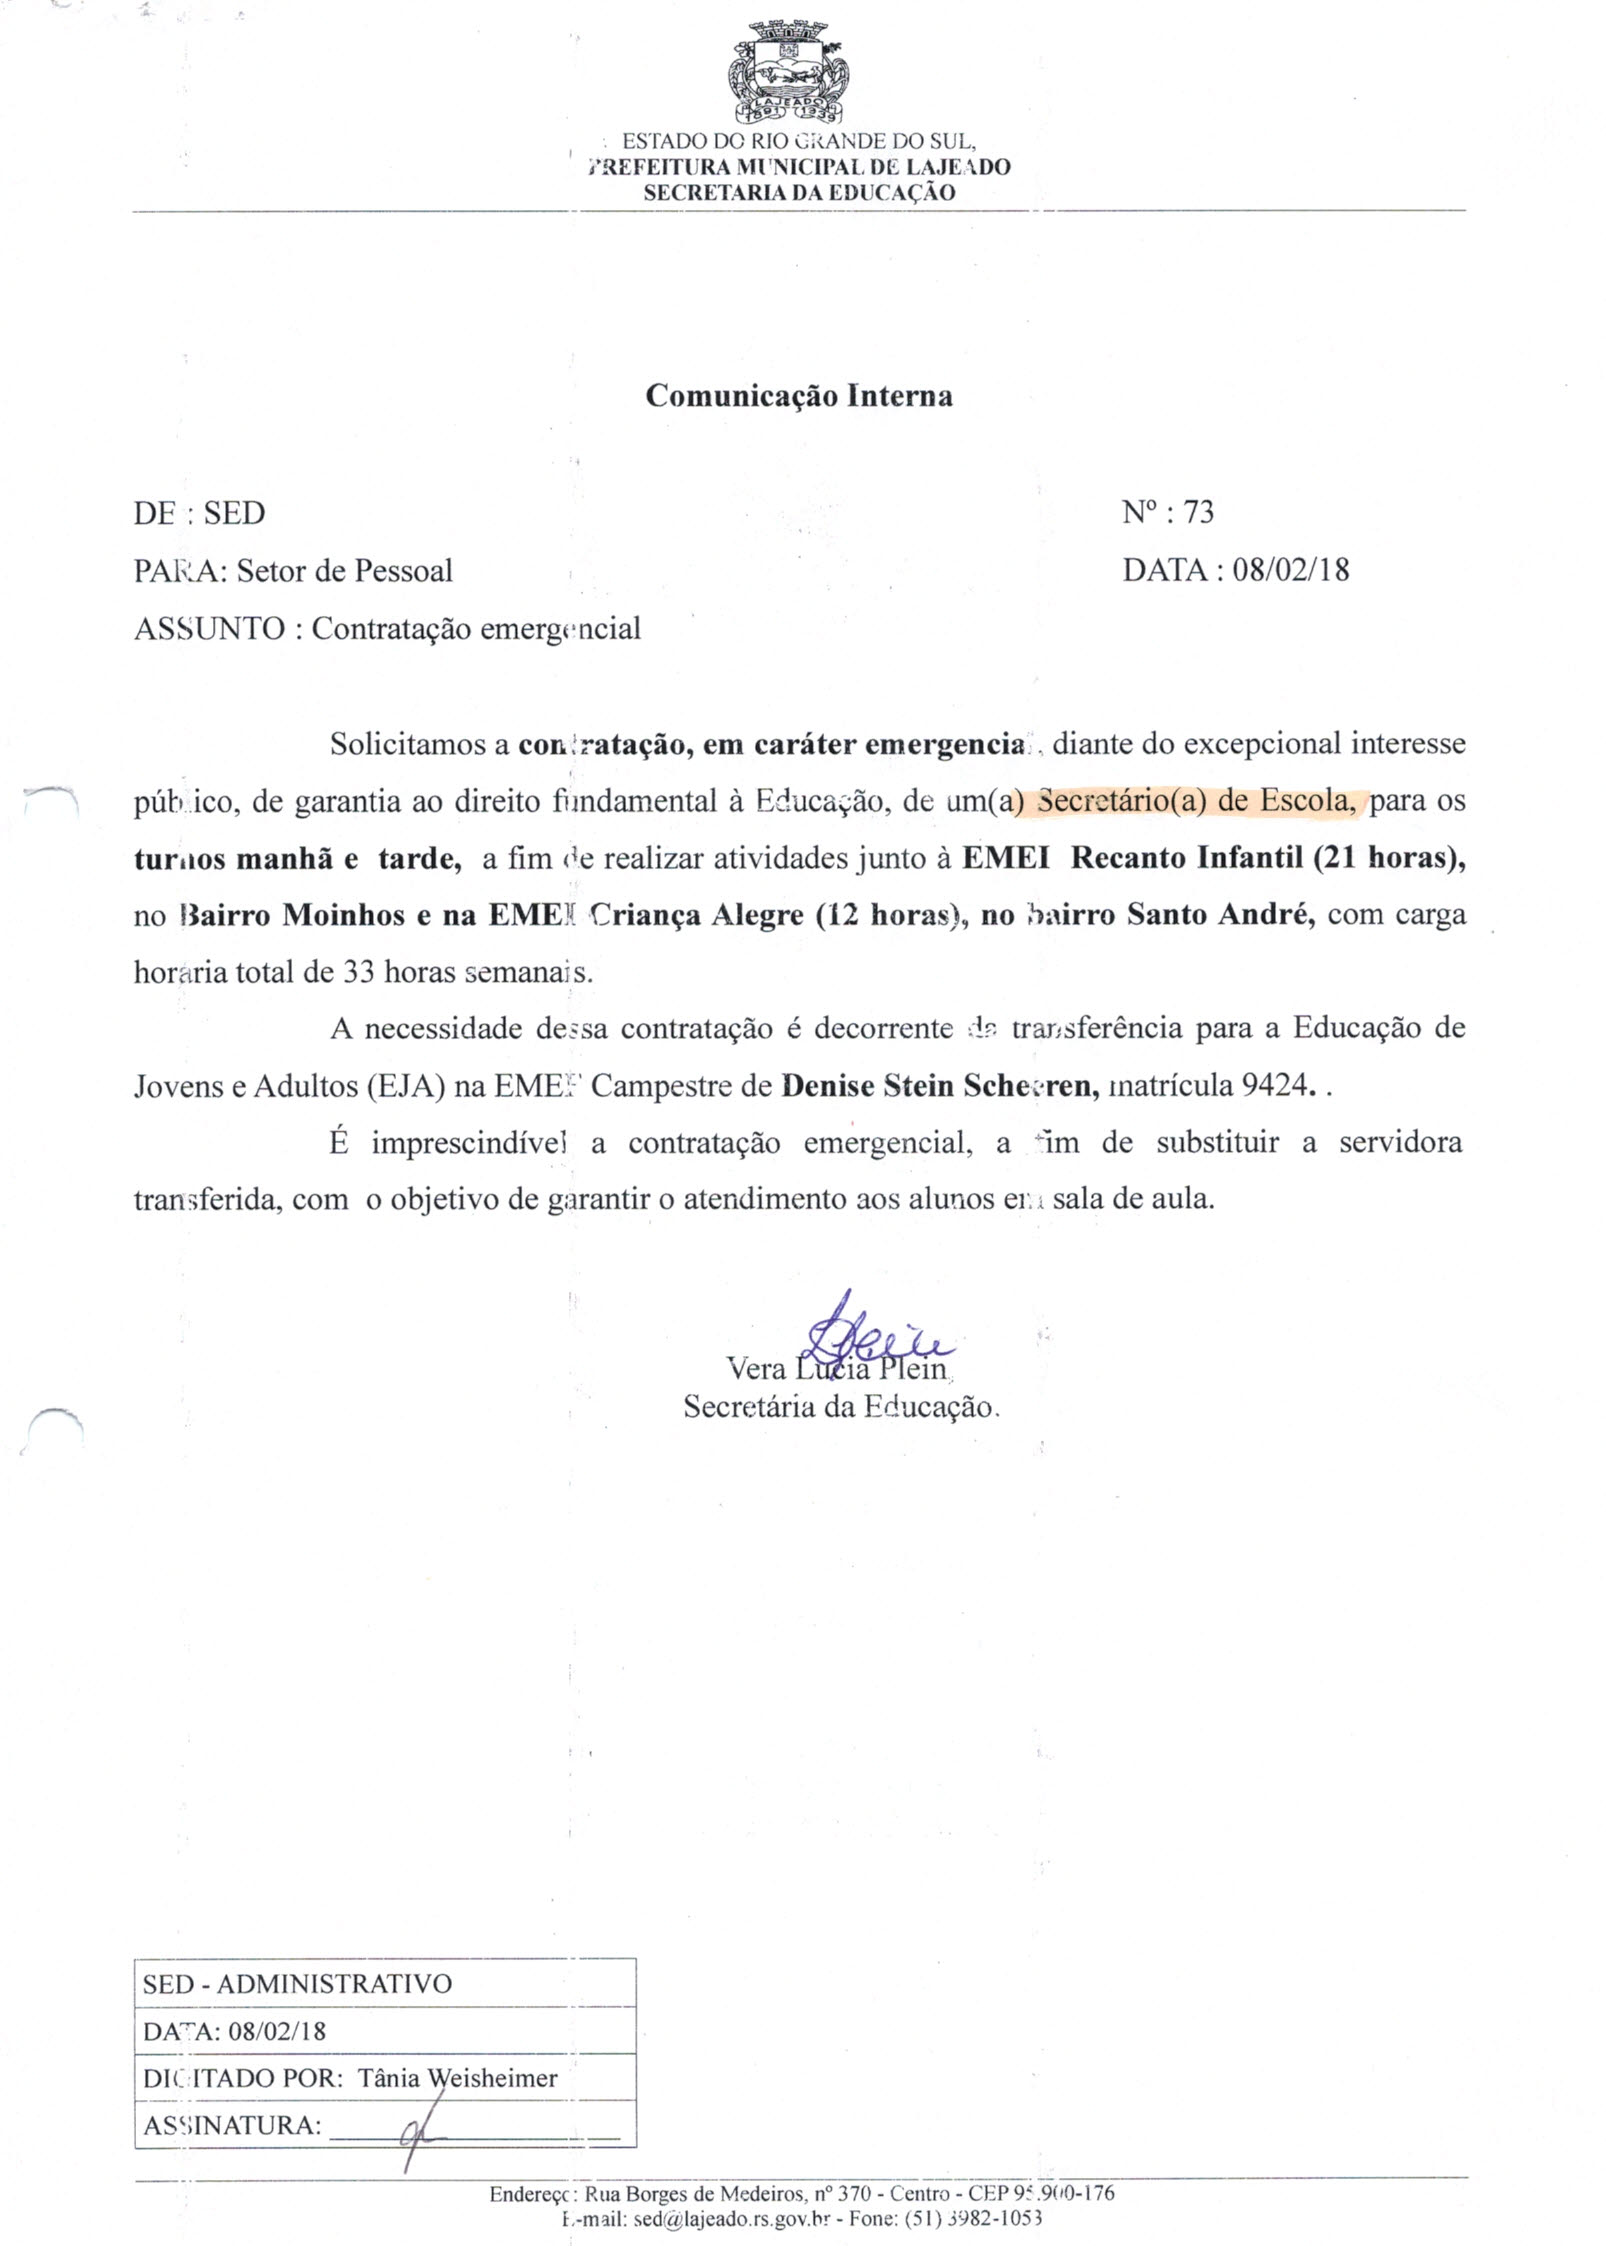 LAJEADO
1891 1939
ESTADO DO RIO GRANDE DO SUL,
PREFEITURA MUNICIPAL DE LAJEADO
SECRETARIA DA EDUCAÇÃO
Comunicação Interna
DE : SED
Nº : 73
PARA: Setor de Pessoal
DATA : 08/02/18
ASSUNTO : Contratação emergencial
Solicitamos a contratação, em caráter emergencial, diante do excepcional interesse
público, de garantia ao direito fundamental à Educação, de um(a) Secretário(a) de Escola, para os
turnos manhã e tarde, a fim de realizar atividades junto à EMEI Recanto Infantil (21 horas),
no Bairro Moinhos e na EMEI Criança Alegre (12 horas), no bairro Santo André, com carga
horária total de 33 horas semanais.
A necessidade dessa contratação é decorrente da transferência para a Educação de
Jovens e Adultos (EJA) na EMEF Campestre de Denise Stein Scheeren, matrícula 9424. .
É imprescindível a contratação emergencial, a fim de substituir a servidora
transferida, com o objetivo de garantir o atendimento aos alunos em sala de aula.
Vera Lúcia Plein
Secretária da Educação.
SED - ADMINISTRATIVO
DATA: 08/02/18
DIGITADO POR: Tânia Weisheimer
ASSINATURA:
Endereço: Rua Borges de Medeiros, nº 370 - Centro - CEP 95.900-176
E-mail: sed@lajeado.rs.gov.br - Fone: (51) 3982-1053